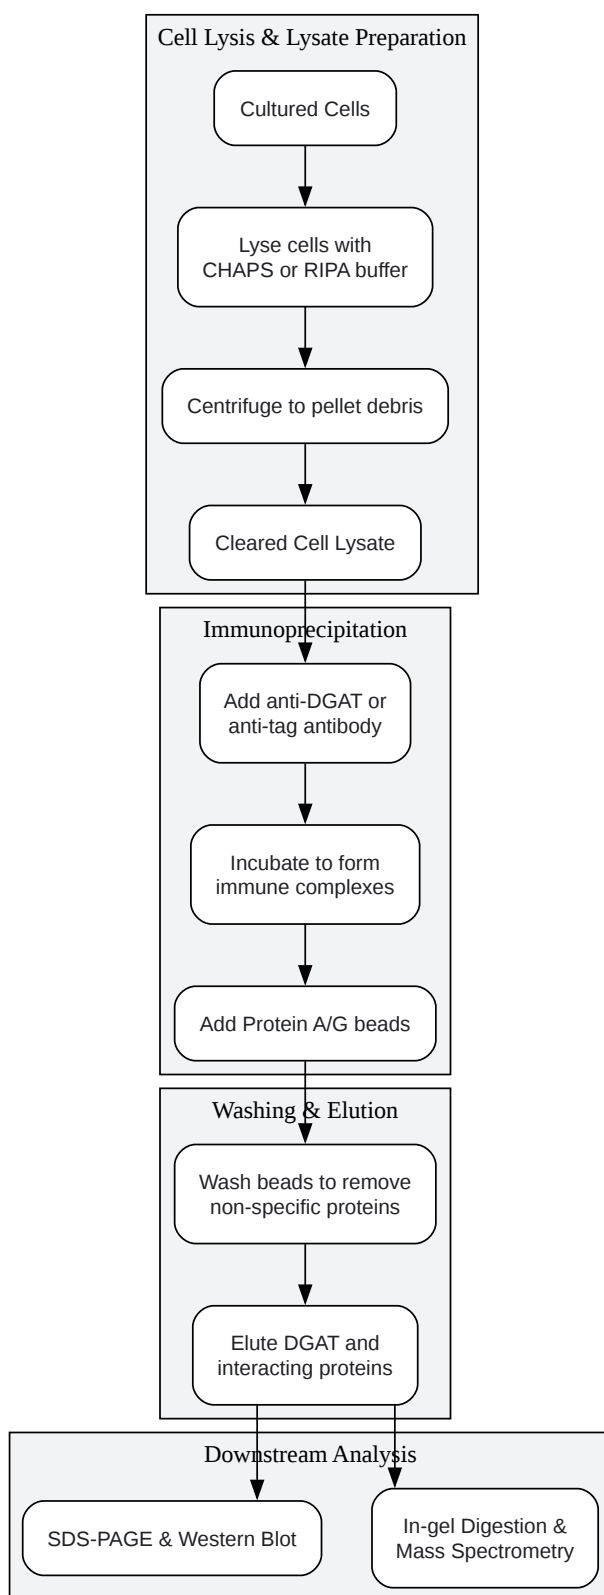 Cell Lysis & Lysate Preparation
Cultured Cells
Lyse cells with
CHAPS or RIPA buffer
Centrifuge to pellet debris
Cleared Cell Lysate
Immunoprecipitation
Add anti-DGAT or
anti-tag antibody
Incubate to form
immune complexes
Add Protein A/G beads
Washing & Elution
Wash beads to remove
non-specific proteins
Elute DGAT and
interacting proteins
Downstream Analysis
SDS-PAGE & Western Blot
In-gel Digestion &
Mass Spectrometry